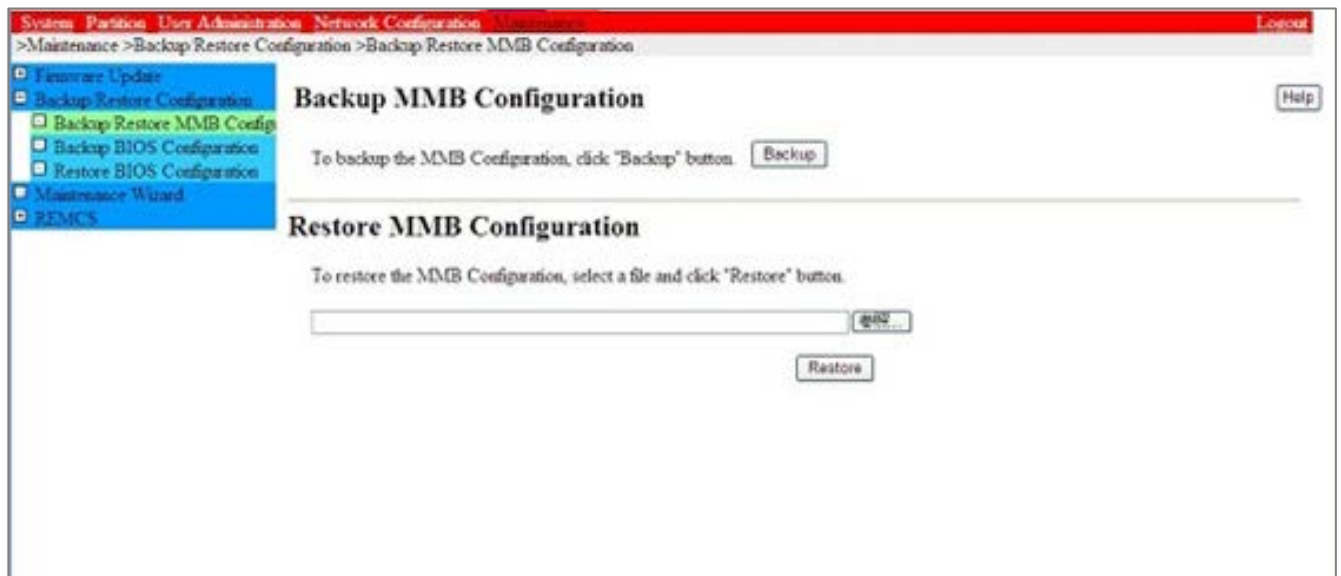 System Partition User Administration Network Configuration Maintenance Logout
>Maintenance >Backup Restore Configuration >Backup Restore MMB Configuration
Firmware Update
Backup Restore Configuration
Backup Restore MMB Config
Backup BIOS Configuration
Restore BIOS Configuration
Maintenance Wizard
REMCS
Backup MMB Configuration
Help
To backup the MMB Configuration, click "Backup" button. Backup
Restore MMB Configuration
To restore the MMB Configuration, select a file and click "Restore" button.
Restore